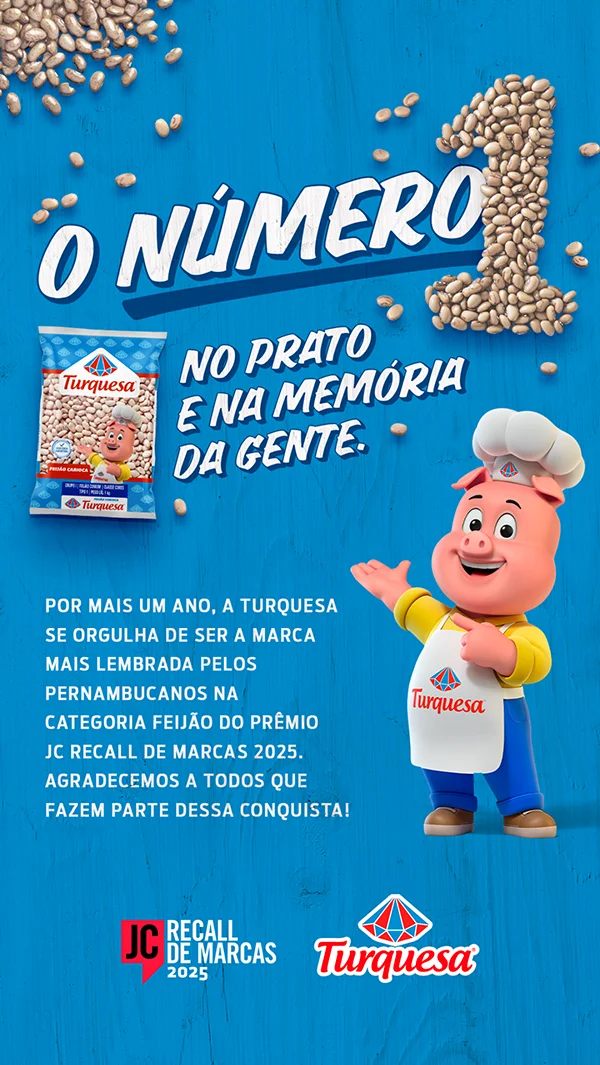 O NÚMERO 1
NO PRATO
E NA MEMÓRIA
DA GENTE.
Turquesa
FEIJÃO CARIOCA
Turquesa
Turquesa
POR MAIS UM ANO, A TURQUESA
SE ORGULHA DE SER A MARCA
MAIS LEMBRADA PELOS
PERNAMBUCANOS NA
CATEGORIA FEIJÃO DO PRÊMIO
JC RECALL DE MARCAS 2025.
AGRADECEMOS A TODOS QUE
FAZEM PARTE DESSA CONQUISTA!
JC RECALL
DE MARCAS
2025
Turquesa